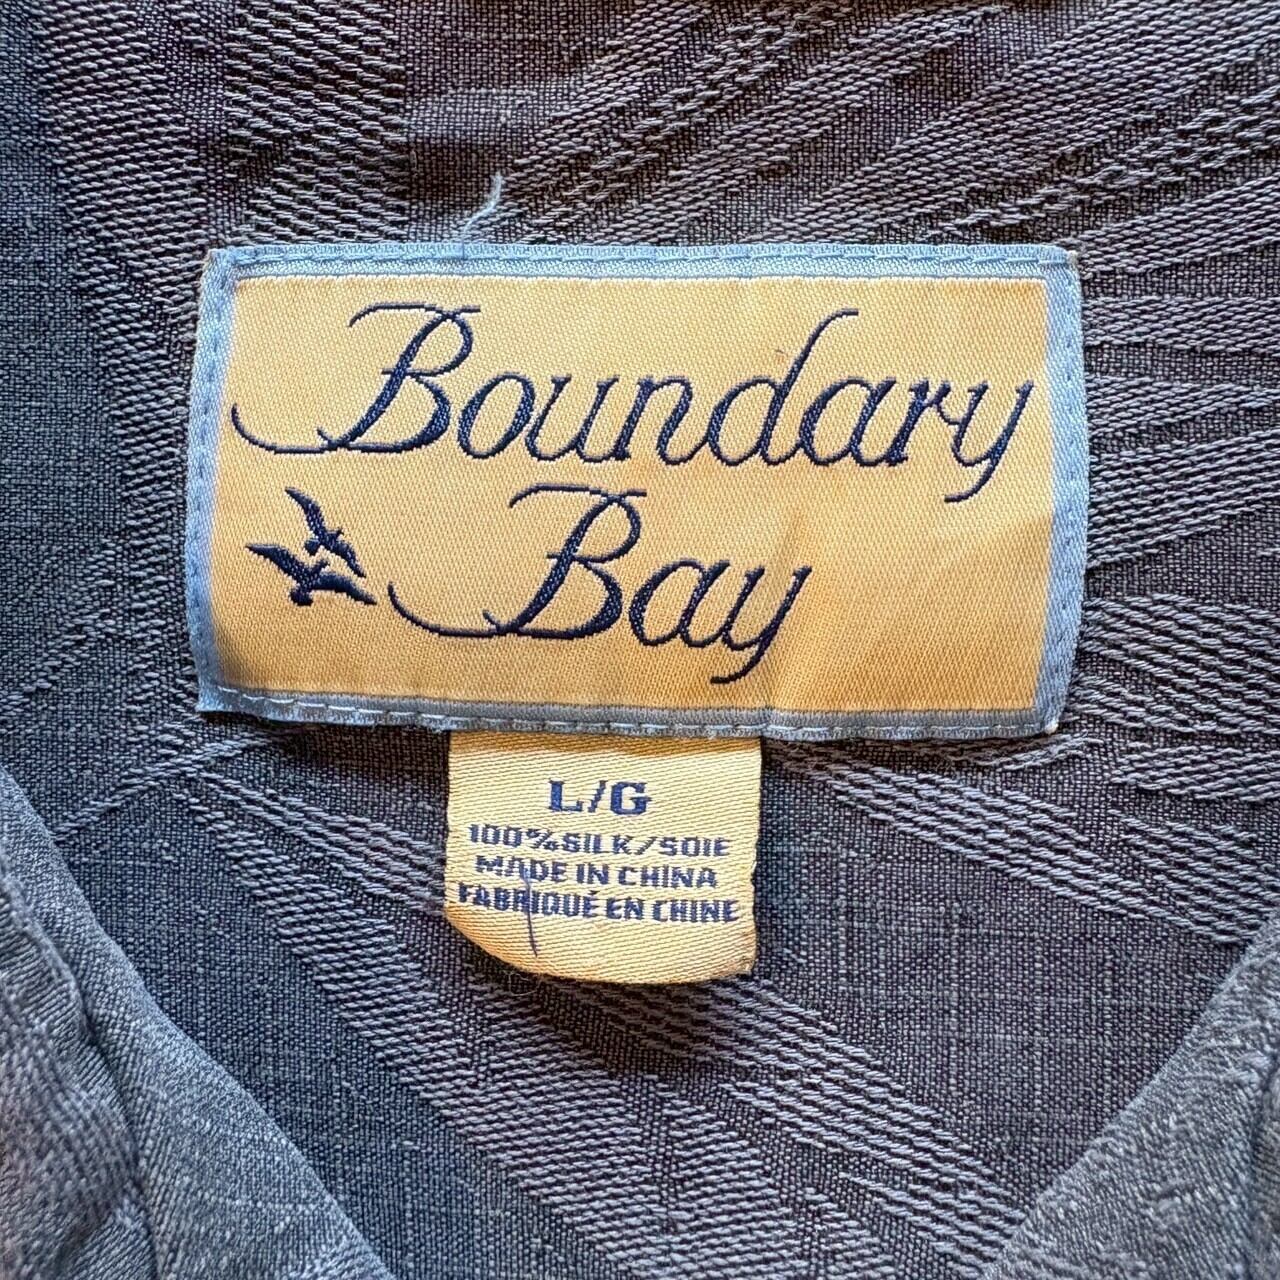 Boundary
Bay
L/G
100%SILK/SOIE
MADE IN CHINA
FABRIQUÉ EN CHINE